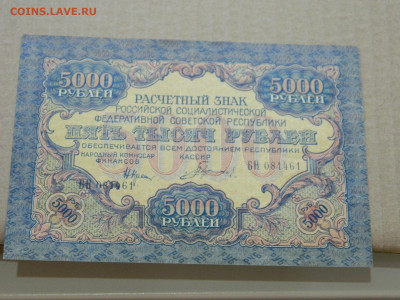 COINS.LAVE.RU
5000
РУБЛЕЙ
5000
РУБЛЕЙ
РАСЧЕТНЫЙ ЗНАК
РОССИЙСКОЙ СОЦИАЛИСТИЧЕСКОЙ
ФЕДЕРАТИВНОЙ СОВЕТСКОЙ РЕСПУБЛИКИ
ПЯТЬ ТЫСЯЧ РУБЛЕЙ
ОБЕСПЕЧИВАЕТСЯ ВСЕМ ДОСТОЯНИЕМ РЕСПУБЛИКИ
НАРОДНЫЙ КОМИССАР
ФИНАНСОВ
КАССИР
БН 081461
БН 081461
5000
5000
РУБЛЕЙ
5000